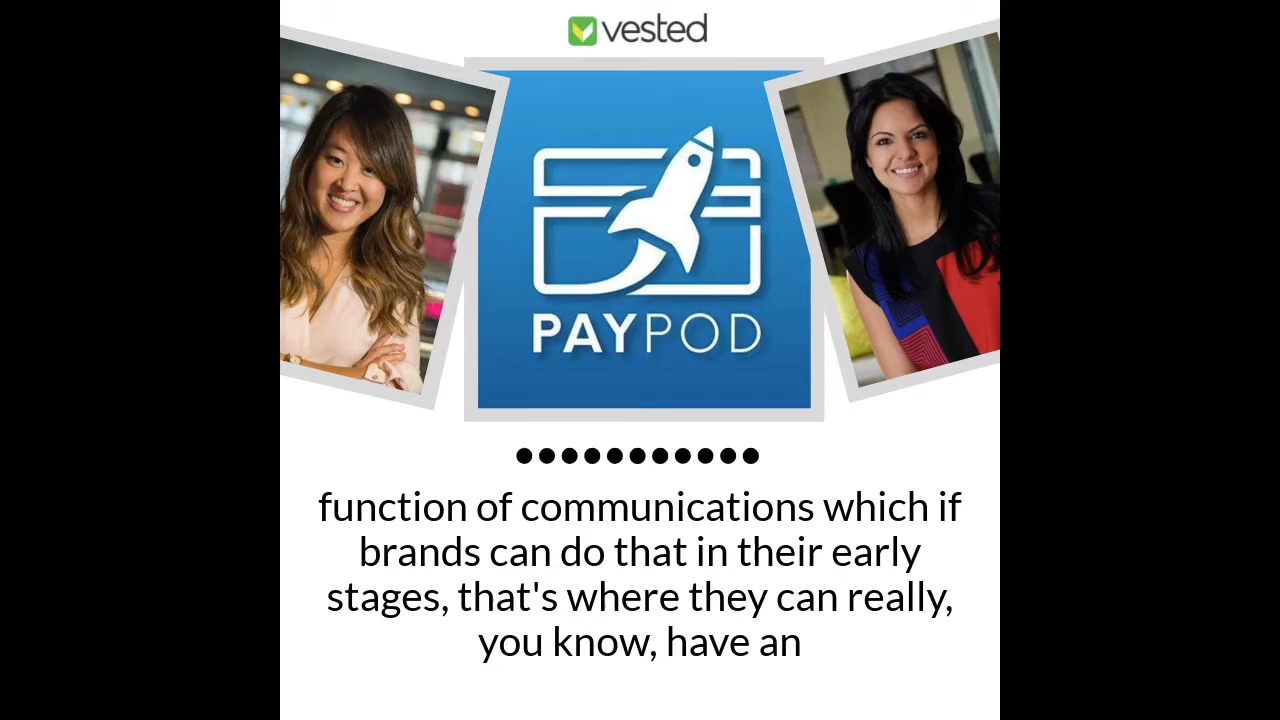 vested
PAYPOD
function of communications which if
brands can do that in their early
stages, that's where they can really,
you know, have an